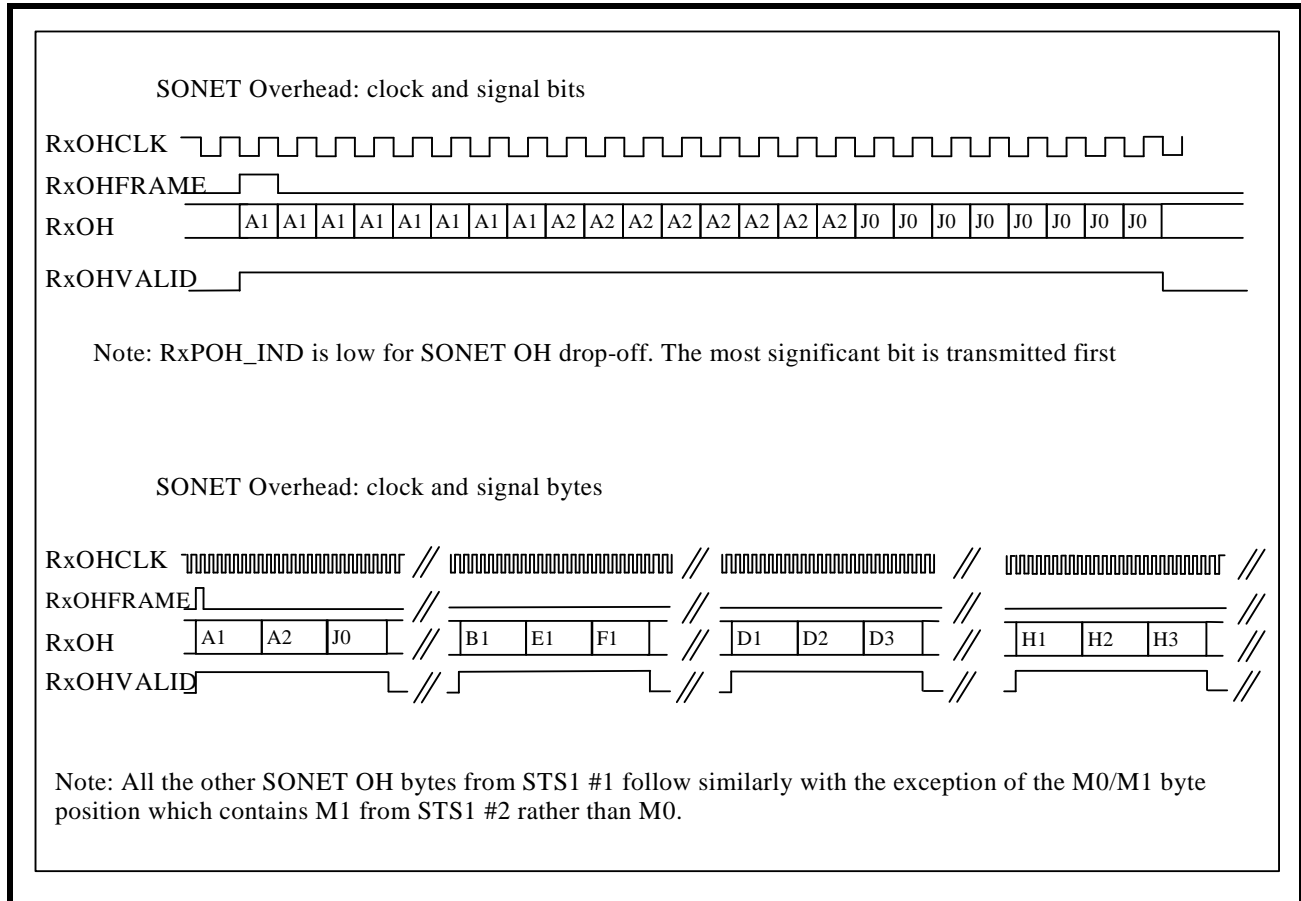 SONET Overhead: clock and signal bits
RxOHCLK
RxOHFRAME
RxOH A1 A1 A1 A1 A1 A1 A1 A1 A2 A2 A2 A2 A2 A2 A2 A2 J0 J0 J0 J0 J0 J0 J0 J0
RxOHVALID
Note: RxPOH_IND is low for SONET OH drop-off. The most significant bit is transmitted first
SONET Overhead: clock and signal bytes
RxOHCLK
RxOHFRAME
RxOH A1 A2 J0 B1 E1 F1 D1 D2 D3 H1 H2 H3
RxOHVALID
Note: All the other SONET OH bytes from STS1 #1 follow similarly with the exception of the M0/M1 byte
position which contains M1 from STS1 #2 rather than M0.